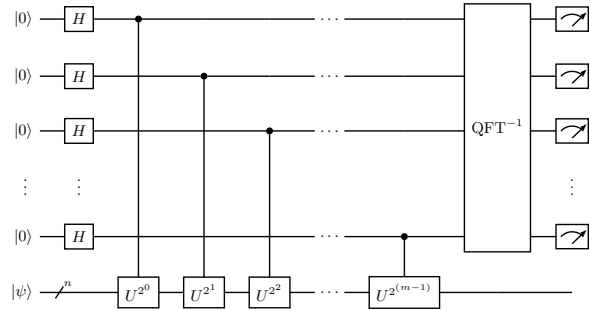 |0⟩ H ···
|0⟩ H ···
|0⟩ H ··· QFT⁻¹
⋮ ⋮ ⋮
|0⟩ H ···
|ψ⟩ n U^{2^0} U^{2^1} U^{2^2} ··· U^{2^{(m−1)}}